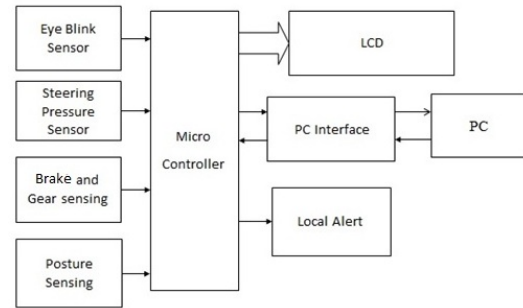 Eye Blink
Sensor
Steering
Pressure
Sensor
Brake and
Gear sensing
Posture
Sensing
Micro
Controller
LCD
PC Interface
PC
Local Alert